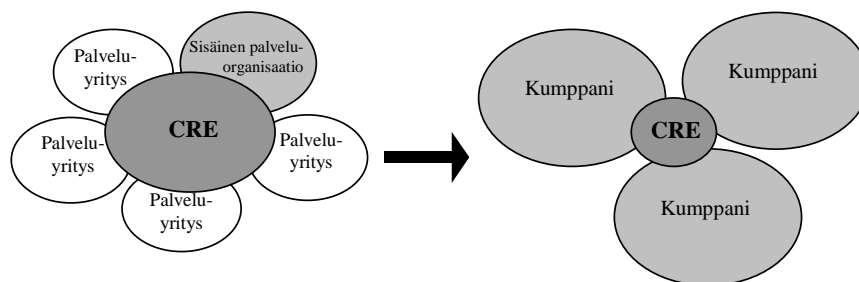 Palvelu-
yritys
Sisäinen palvelu-
organisaatio
Palvelu-
yritys
CRE
Palvelu-
yritys
Palvelu-
yritys
Kumppani
Kumppani
CRE
Kumppani